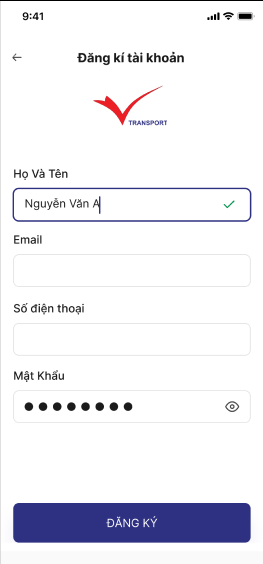 9:41
Đăng kí tài khoản
TRANSPORT
Họ Và Tên
Nguyễn Văn A
Email
Số điện thoại
Mật Khẩu
ĐĂNG KÝ